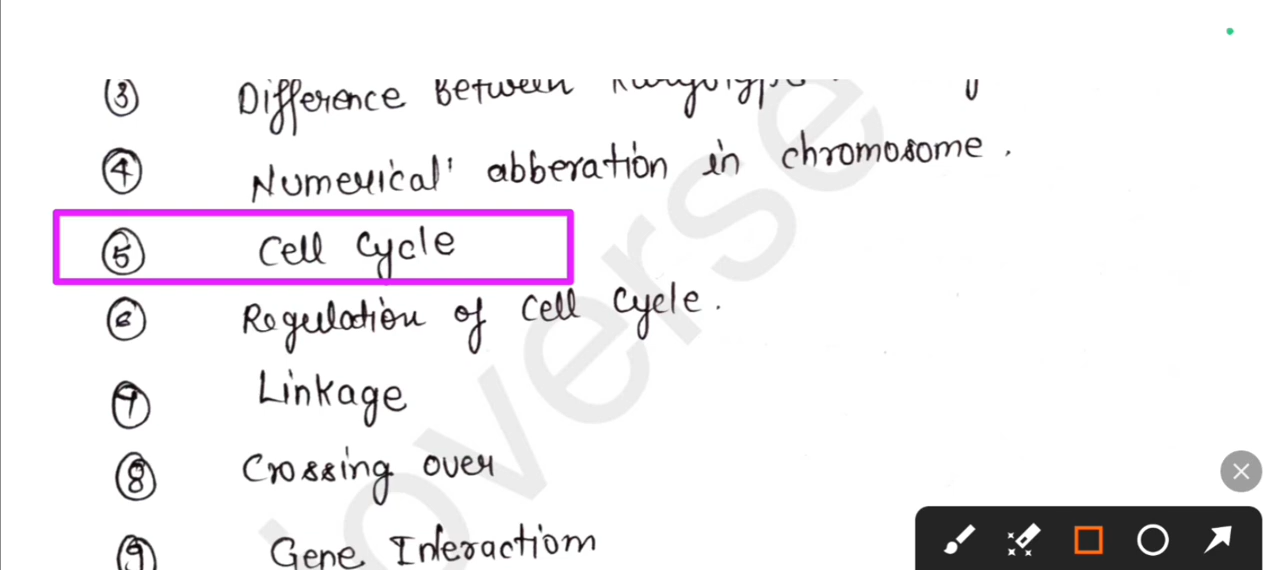 ③ Difference Between
④ Numerical' abberation in chromosome.
⑤ Cell Cycle
⑥ Regulation of Cell Cycle.
⑦ Linkage
⑧ Crossing over
⑨ Gene Interaction
overse